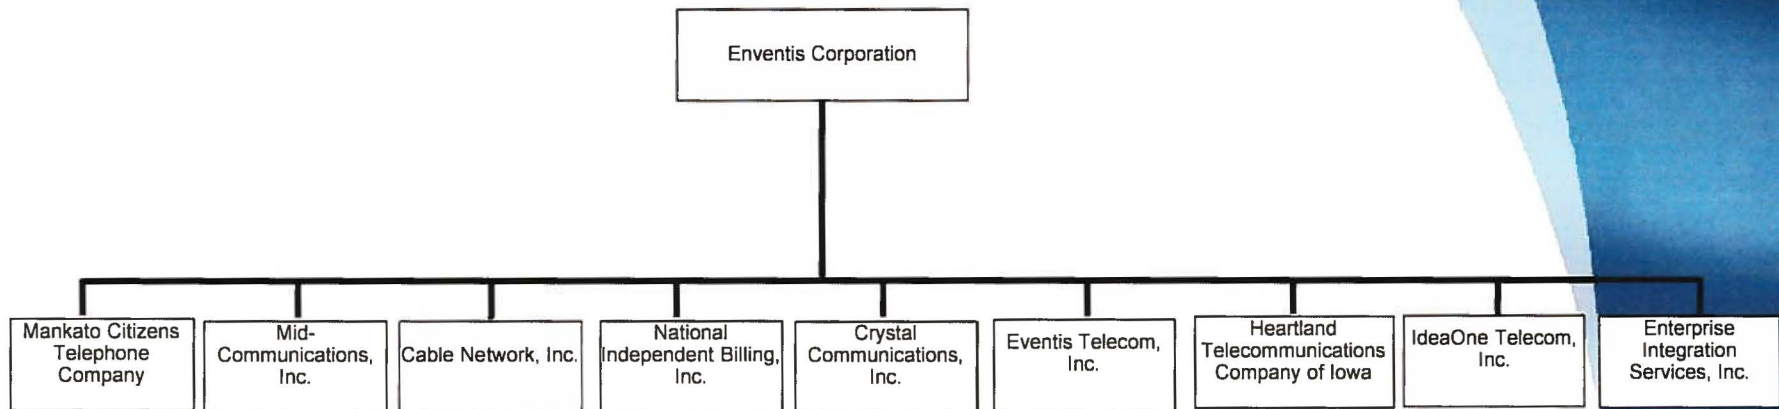 Enventis Corporation
Mankato Citizens
Telephone
Company
Mid-
Communications,
Inc.
Cable Network, Inc.
National
Independent Billing,
Inc.
Crystal
Communications,
Inc.
Eventis Telecom,
Inc.
Heartland
Telecommunications
Company of Iowa
IdeaOne Telecom,
Inc.
Enterprise
Integration
Services, Inc.